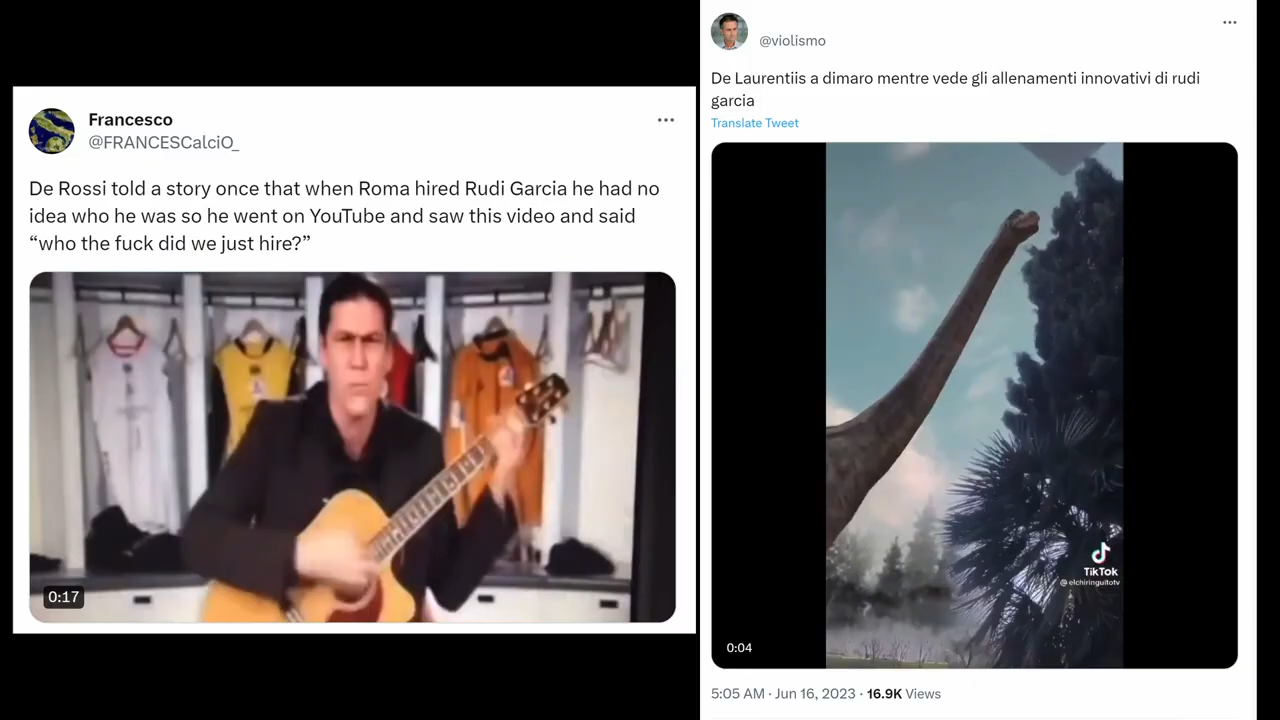 Francesco
@FRANCESCalciO_
De Rossi told a story once that when Roma hired Rudi Garcia he had no
idea who he was so he went on YouTube and saw this video and said
“who the fuck did we just hire?”
0:17
@violismo
De Laurentiis a dimaro mentre vede gli allenamenti innovativi di rudi
garcia
Translate Tweet
TikTok
@elchiringuitotv
0:04
5:05 AM · Jun 16, 2023 · 16.9K Views